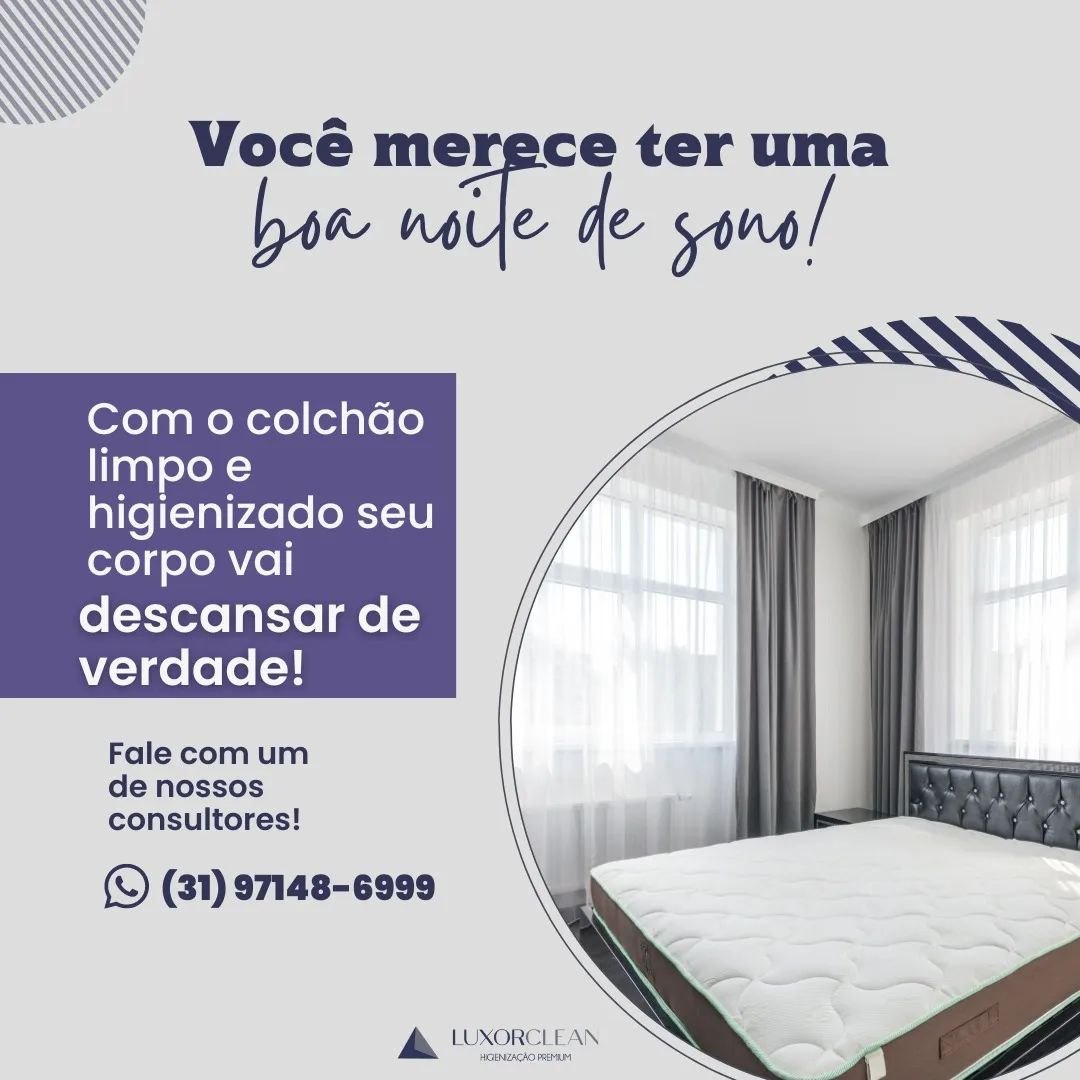 Você merece ter uma
boa noite de sono!
Com o colchão
limpo e
higienizado seu
corpo vai
descansar de
verdade!
Fale com um
de nossos
consultores!
(31) 97148-6999
LUXORCLEAN
HIGIENIZAÇÃO PREMIUM